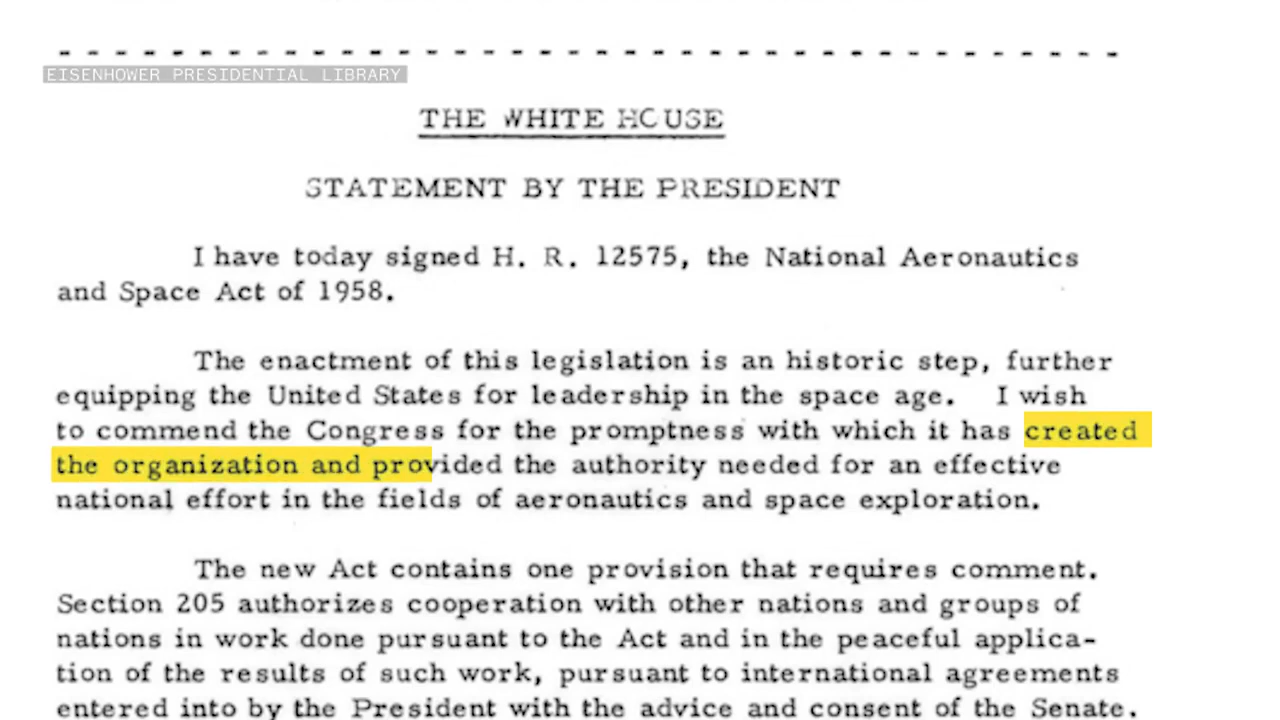 EISENHOWER PRESIDENTIAL LIBRARY
THE WHITE HOUSE
STATEMENT BY THE PRESIDENT
I have today signed H. R. 12575, the National Aeronautics
and Space Act of 1958.
The enactment of this legislation is an historic step, further
equipping the United States for leadership in the space age. I wish
to commend the Congress for the promptness with which it has created
the organization and provided the authority needed for an effective
national effort in the fields of aeronautics and space exploration.
The new Act contains one provision that requires comment.
Section 205 authorizes cooperation with other nations and groups of
nations in work done pursuant to the Act and in the peaceful applica-
tion of the results of such work, pursuant to international agreements
entered into by the President with the advice and consent of the Senate.